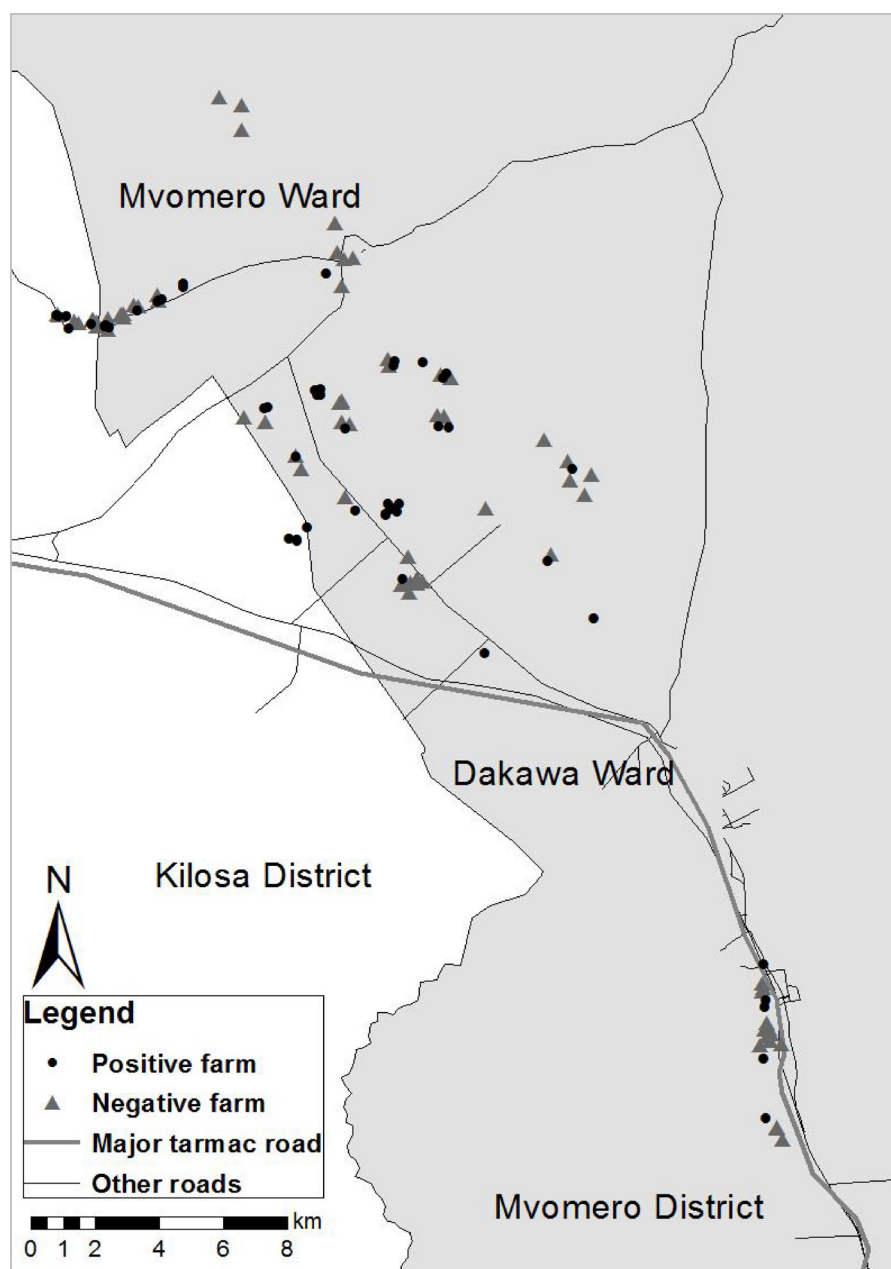 Mvomero Ward
Dakawa Ward
Kilosa District
N
Legend
Positive farm
Negative farm
Major tarmac road
Other roads
Mvomero District
km
0 1 2 4 6 8